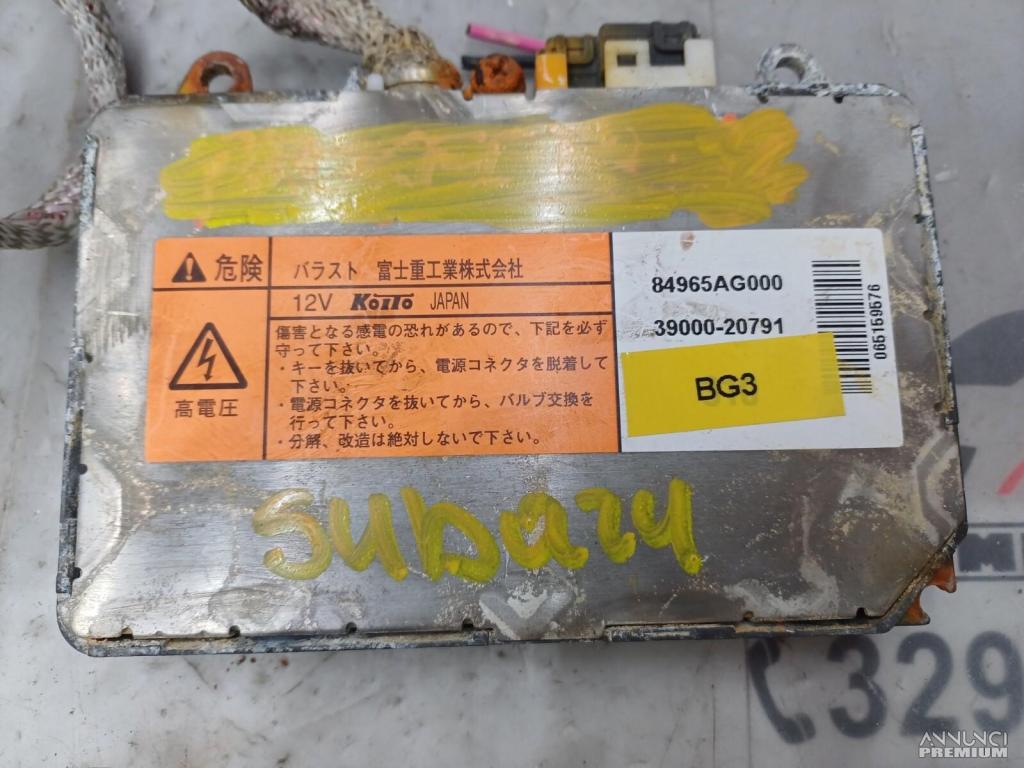 危険
バラスト 富士重工業株式会社
12V KOITO JAPAN
高電圧
傷害となる感電の恐れがあるので、下記を必ず
守って下さい。
・キーを抜いてから、電源コネクタを脱着して
下さい。
・電源コネクタを抜いてから、バルブ交換を
行って下さい。
・分解、改造は絶対しないで下さい。
84965AG000
39000-20791
065159576
BG3
Subaru
329
ANNUNCI
PREMIUM